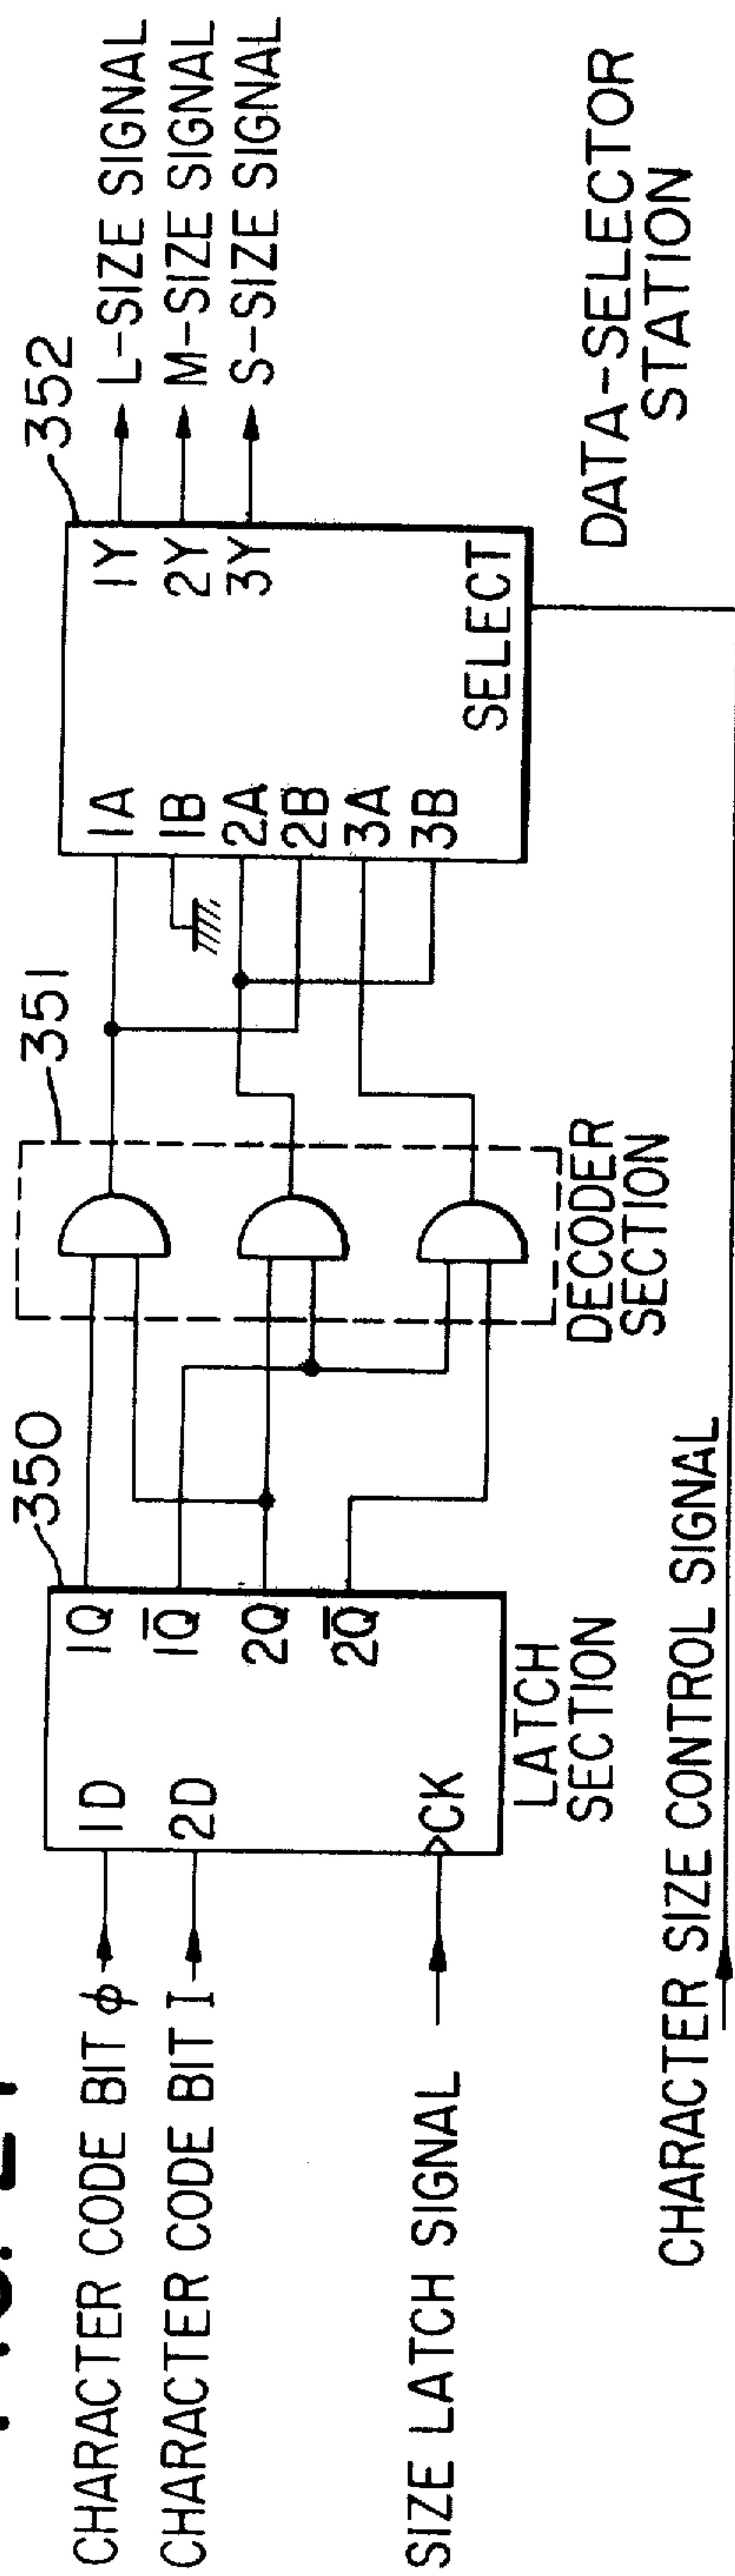 CHARACTER CODE BIT ϕ
CHARACTER CODE BIT I
SIZE LATCH SIGNAL
CHARACTER SIZE CONTROL SIGNAL
350
1D
2D
CK
1Q
1Q̅
2Q
2Q̅
LATCH
SECTION
351
DECODER
SECTION
352
1A
1B
2A
2B
3A
3B
1Y
2Y
3Y
SELECT
L-SIZE SIGNAL
M-SIZE SIGNAL
S-SIZE SIGNAL
DATA-SELECTOR
STATION